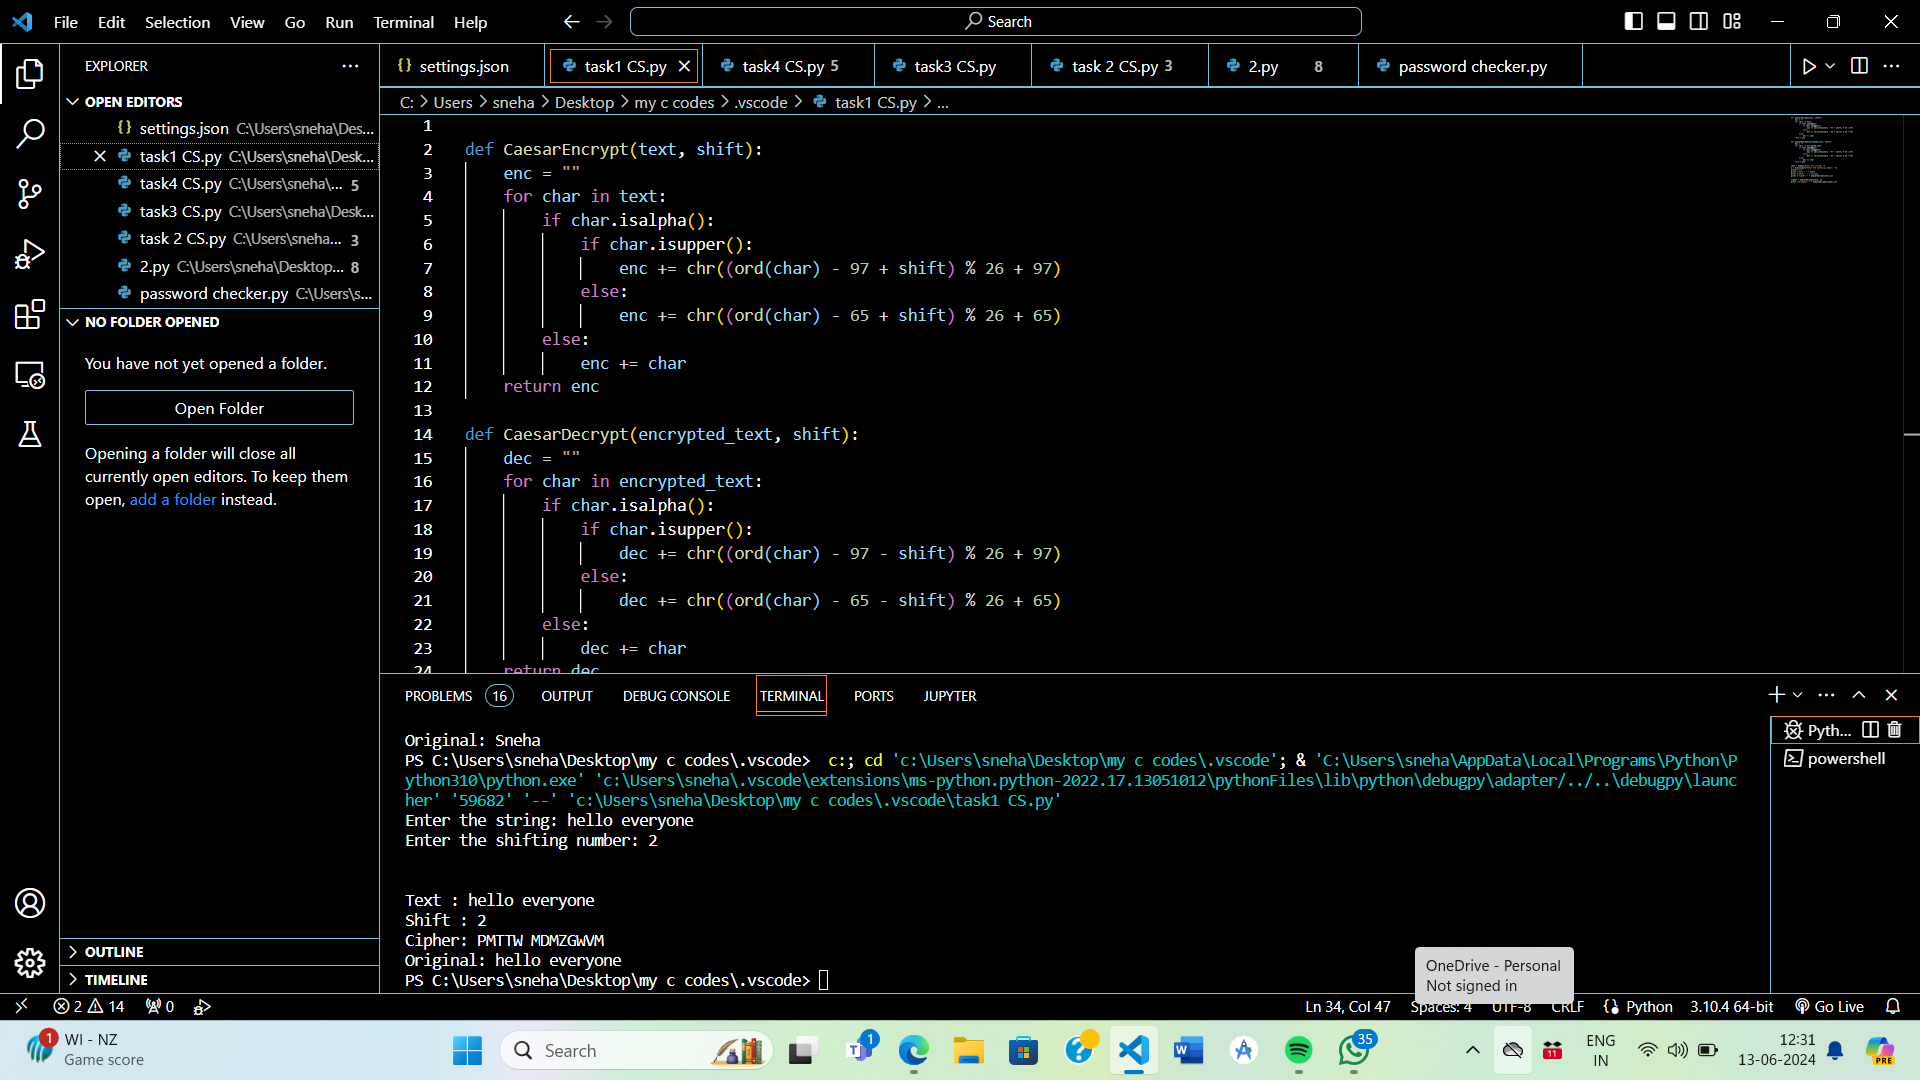 File Edit Selection View Go Run Terminal Help
Search
EXPLORER
OPEN EDITORS
settings.json C:\Users\sneha\Des...
task1 CS.py C:\Users\sneha\Desk...
task4 CS.py C:\Users\sneha\... 5
task3 CS.py C:\Users\sneha\Desk...
task 2 CS.py C:\Users\sneha... 3
2.py C:\Users\sneha\Desktop... 8
password checker.py C:\Users\s...
NO FOLDER OPENED
You have not yet opened a folder.
Open Folder
Opening a folder will close all
currently open editors. To keep them
open, add a folder instead.
OUTLINE
TIMELINE
settings.json task1 CS.py task4 CS.py 5 task3 CS.py task 2 CS.py 3 2.py 8 password checker.py
C: > Users > sneha > Desktop > my c codes > .vscode > task1 CS.py > ...
1
2 def CaesarEncrypt(text, shift):
3 enc = ""
4 for char in text:
5 if char.isalpha():
6 if char.isupper():
7 enc += chr((ord(char) - 97 + shift) % 26 + 97)
8 else:
9 enc += chr((ord(char) - 65 + shift) % 26 + 65)
10 else:
11 enc += char
12 return enc
13
14 def CaesarDecrypt(encrypted_text, shift):
15 dec = ""
16 for char in encrypted_text:
17 if char.isalpha():
18 if char.isupper():
19 dec += chr((ord(char) - 97 - shift) % 26 + 97)
20 else:
21 dec += chr((ord(char) - 65 - shift) % 26 + 65)
22 else:
23 dec += char
24 return dec
PROBLEMS 16 OUTPUT DEBUG CONSOLE TERMINAL PORTS JUPYTER
Original: Sneha
PS C:\Users\sneha\Desktop\my c codes\.vscode>  c:; cd 'c:\Users\sneha\Desktop\my c codes\.vscode'; & 'C:\Users\sneha\AppData\Local\Programs\Python\P
ython310\python.exe' 'c:\Users\sneha\.vscode\extensions\ms-python.python-2022.17.13051012\pythonFiles\lib\python\debugpy\adapter/../..\debugpy\launc
her' '59682' '--' 'c:\Users\sneha\Desktop\my c codes\.vscode\task1 CS.py'
Enter the string: hello everyone
Enter the shifting number: 2
Text : hello everyone
Shift : 2
Cipher: PMTTW MDMZGWVM
Original: hello everyone
PS C:\Users\sneha\Desktop\my c codes\.vscode>
Pyth...
powershell
OneDrive - Personal
Not signed in
2 14 0
Ln 34, Col 47 Spaces: 4 UTF-8 CRLF Python 3.10.4 64-bit Go Live
1
WI - NZ
Game score
Search
1
35
11
ENG
IN
12:31
13-06-2024
PRE